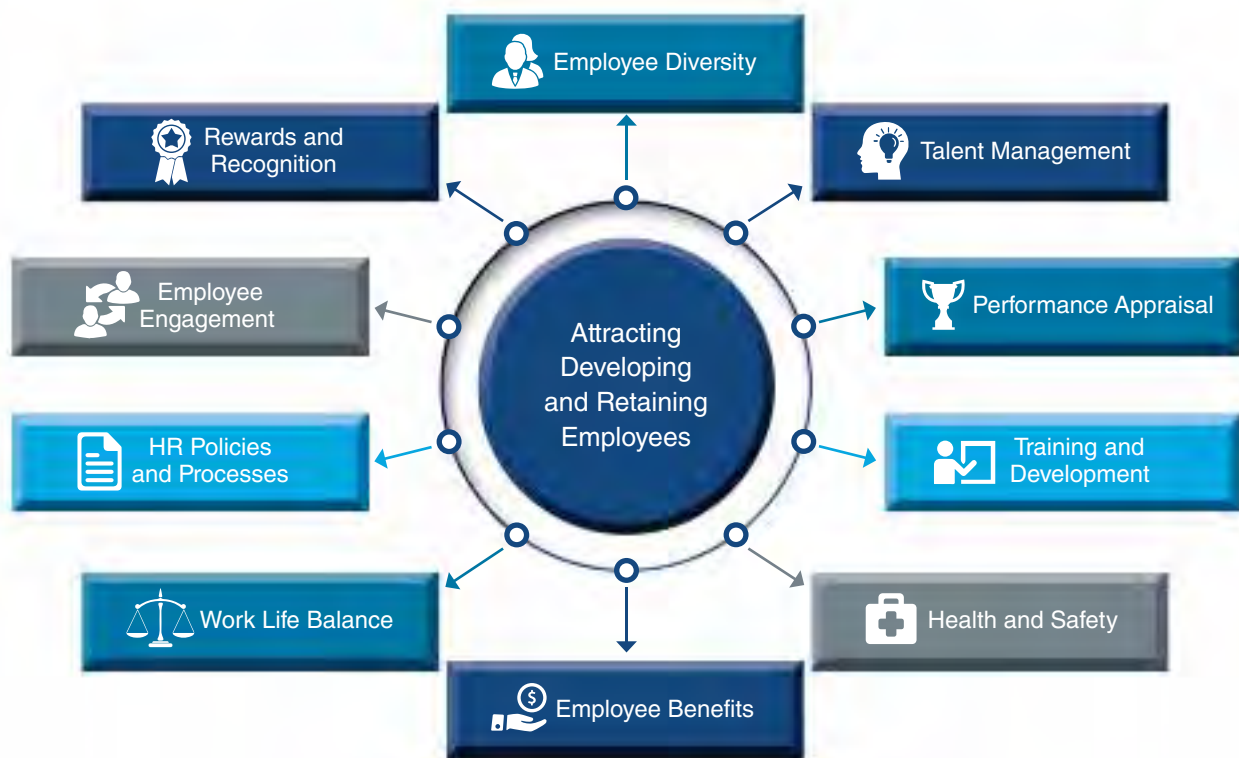 Employee Diversity
Rewards and
Recognition
Talent Management
Employee
Engagement
Performance Appraisal
Attracting
Developing
and Retaining
Employees
HR Policies
and Processes
Training and
Development
Work Life Balance
Health and Safety
$
Employee Benefits